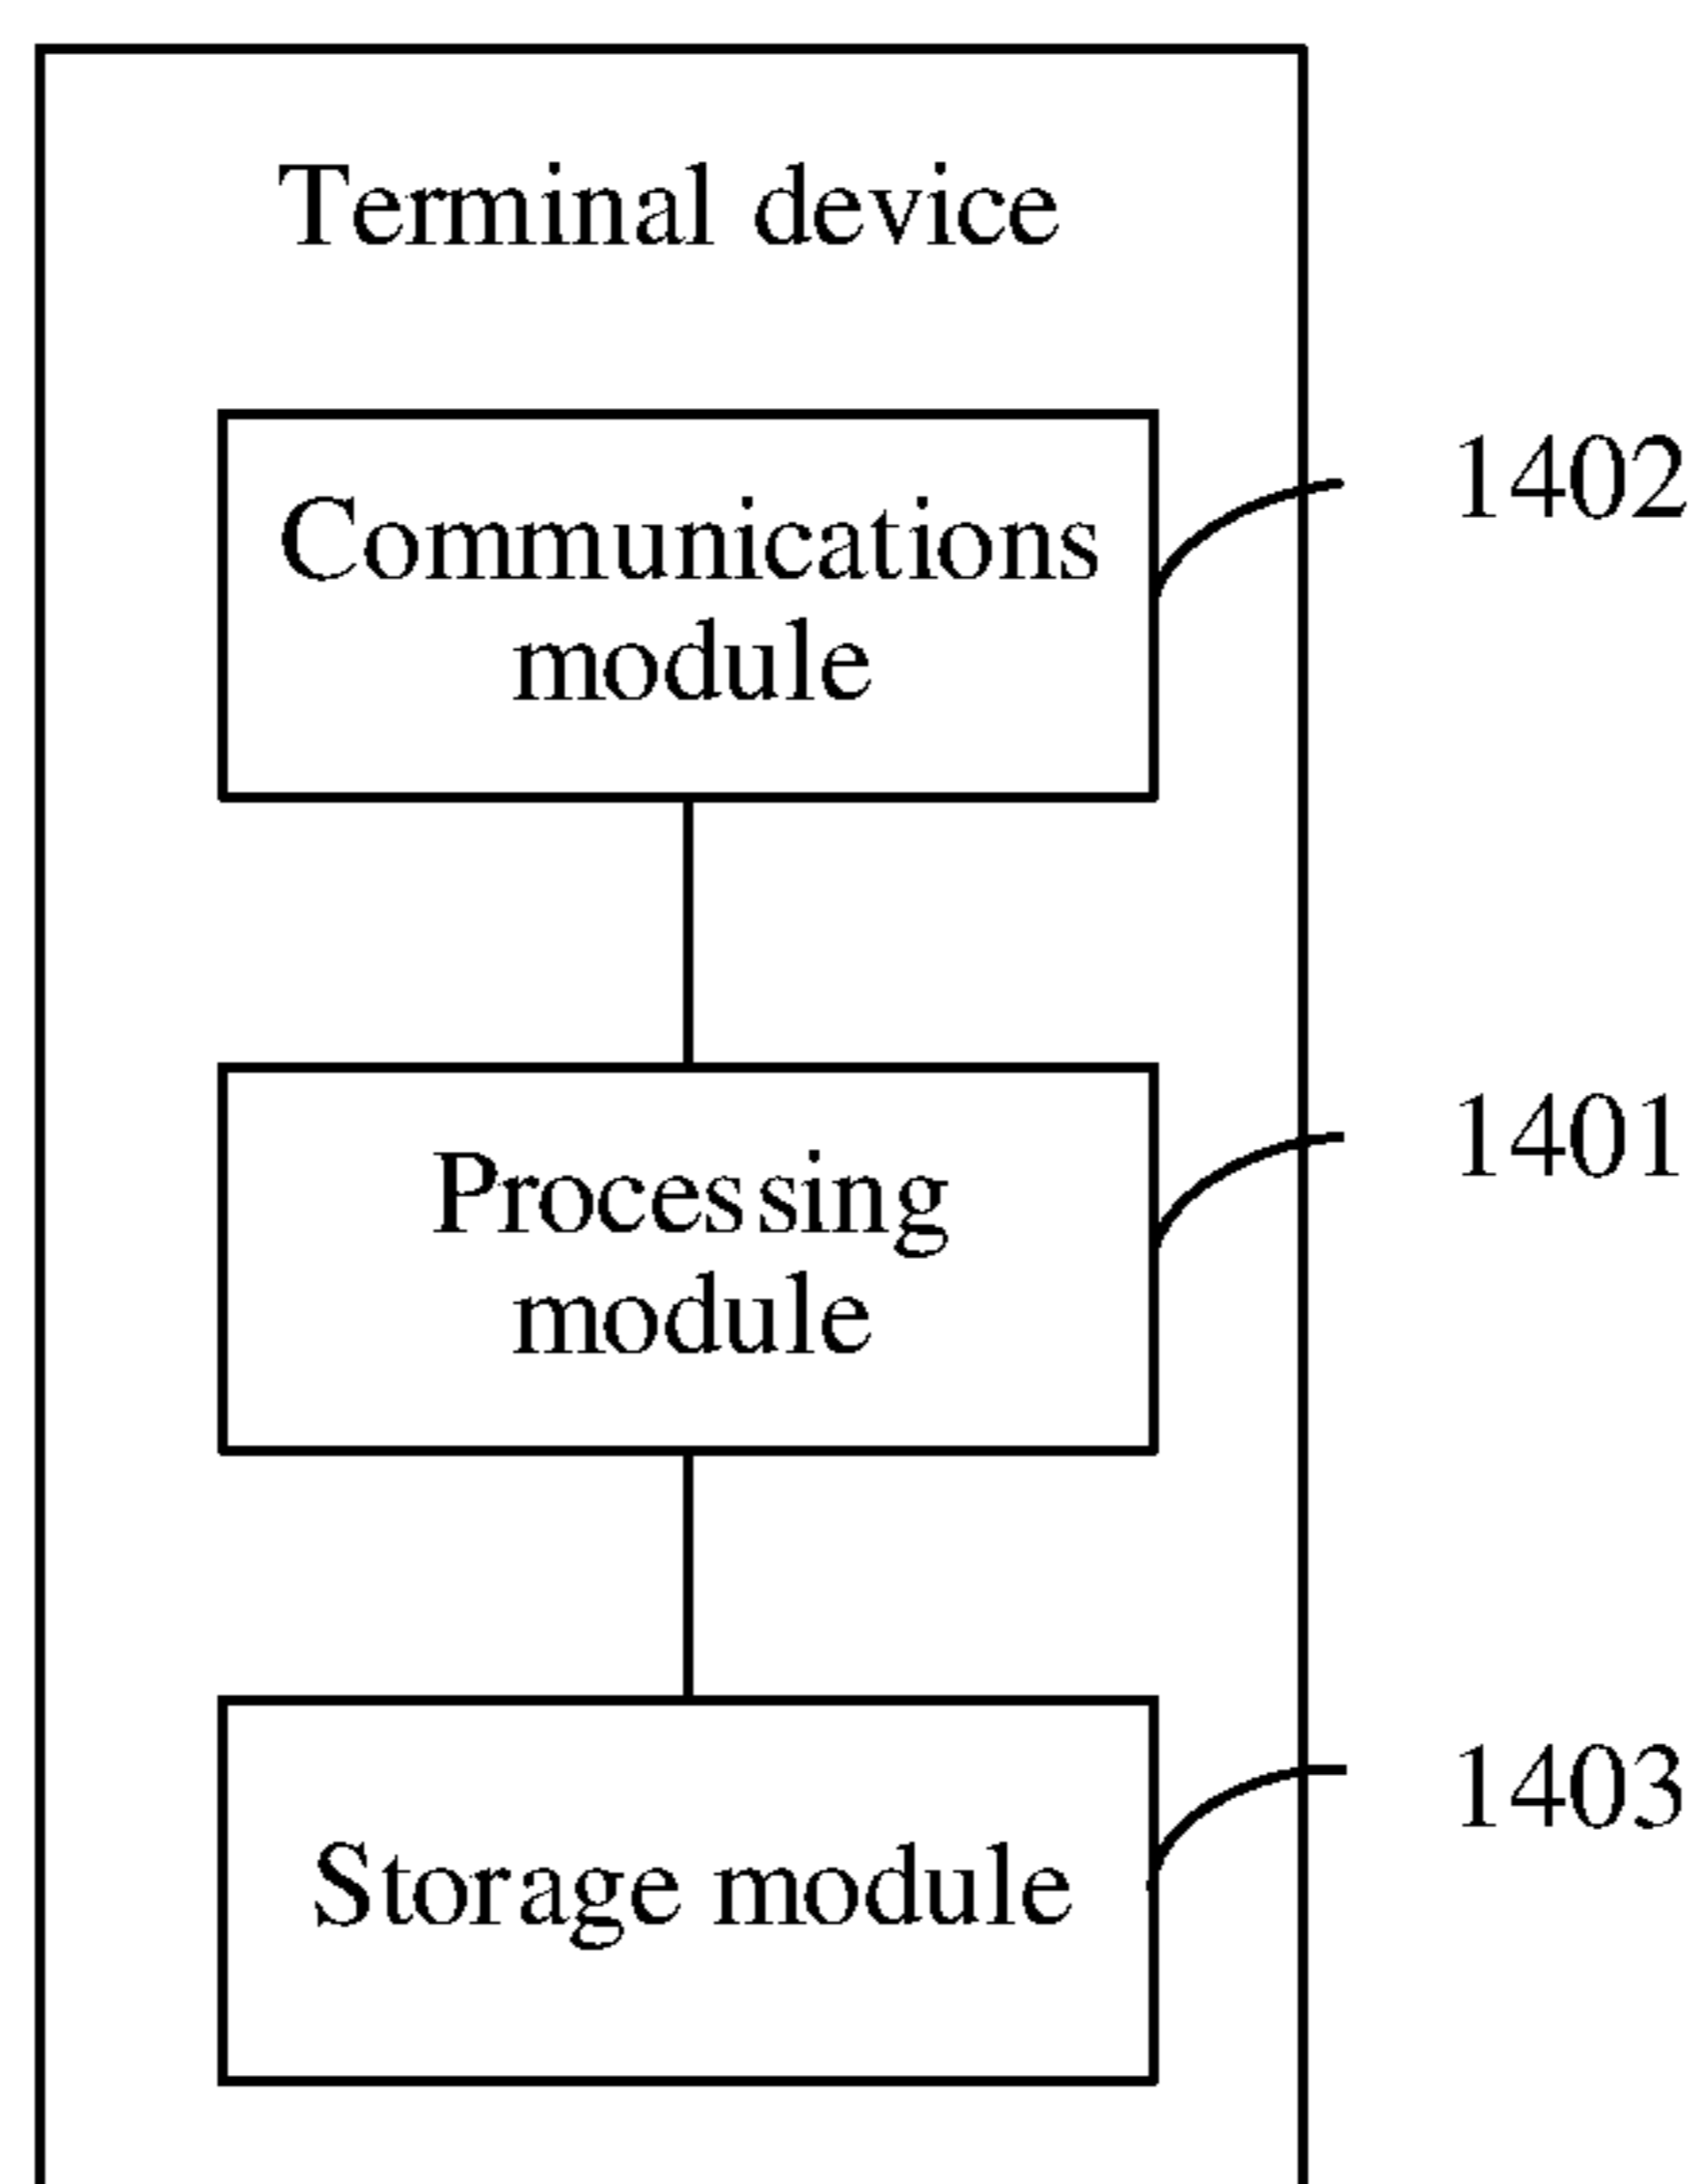 Terminal device
Communications
module
1402
Processing
module
1401
Storage module
1403